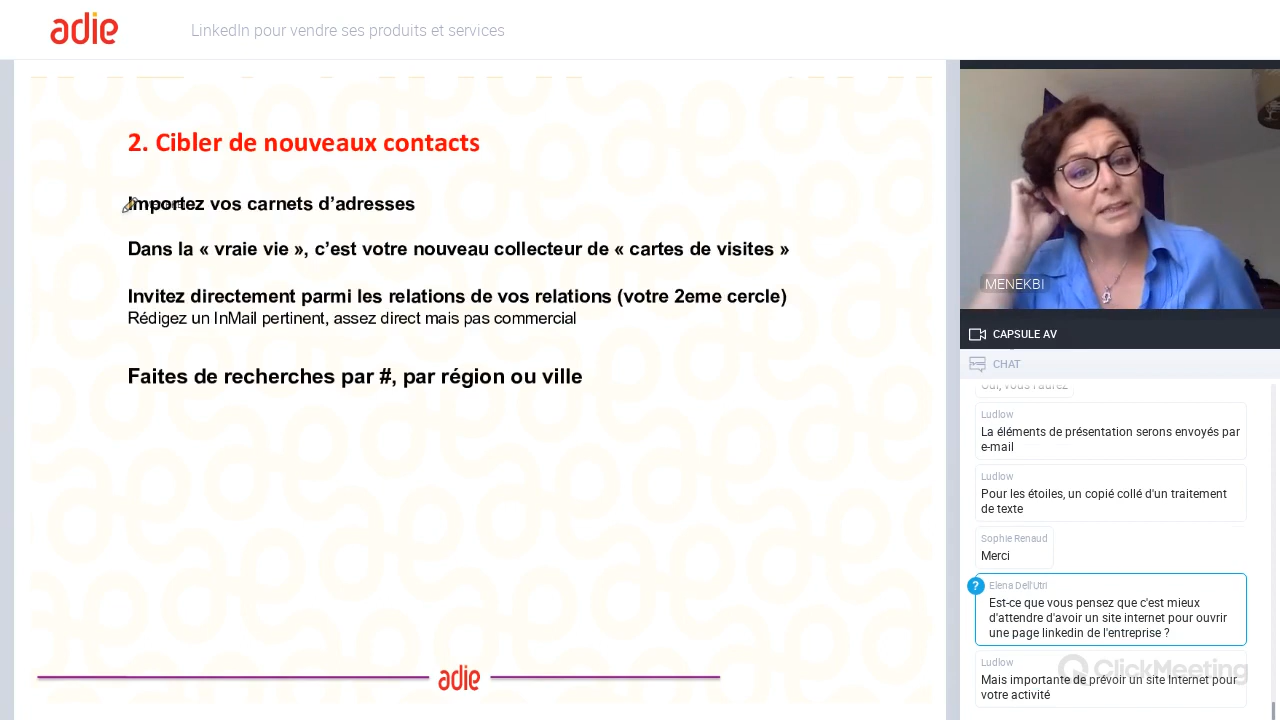 adie
LinkedIn pour vendre ses produits et services
2. Cibler de nouveaux contacts
Importez vos carnets d’adresses
Dans la « vraie vie », c’est votre nouveau collecteur de « cartes de visites »
Invitez directement parmi les relations de vos relations (votre 2eme cercle)
Rédigez un InMail pertinent, assez direct mais pas commercial
Faites de recherches par #, par région ou ville
adie
MENEKBI
CAPSULE AV
CHAT
Oui, vous l'aurez
Ludlow
La éléments de présentation serons envoyés par
e-mail
Ludlow
Pour les étoiles, un copié collé d'un traitement
de texte
Sophie Renaud
Merci
?
Elena Dell'Utri
Est-ce que vous pensez que c'est mieux
d'attendre d'avoir un site internet pour ouvrir
une page linkedin de l'entreprise ?
Ludlow
ClickMeeting
Mais importante de prévoir un site Internet pour
votre activité